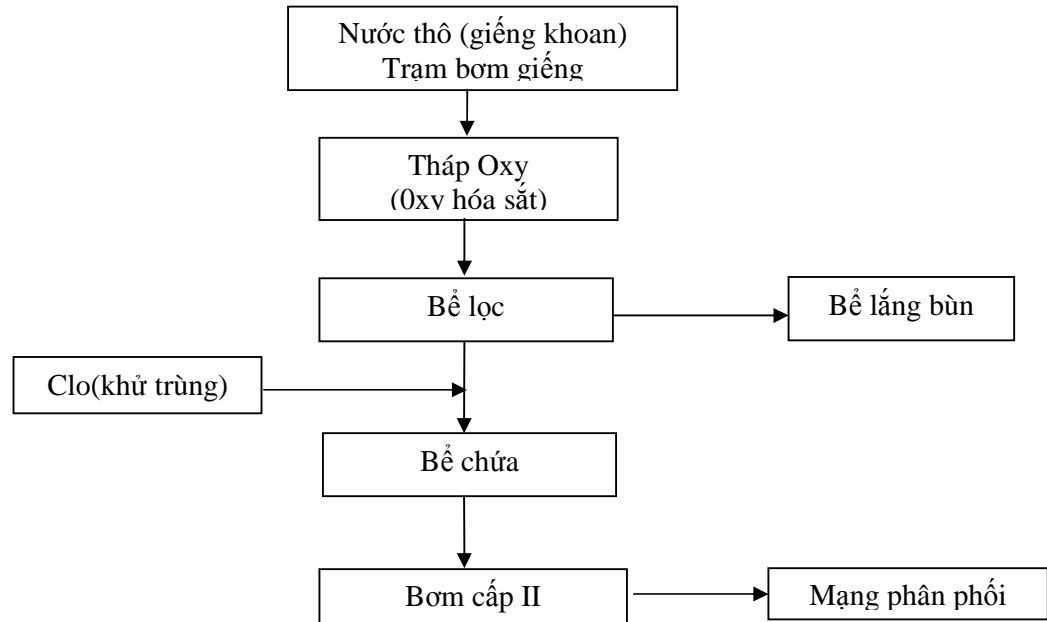 Nước thô (giếng khoan)
Trạm bơm giếng
Tháp Oxy
(0xy hóa sắt)
Bể lọc
Bể lắng bùn
Clo(khử trùng)
Bể chứa
Bơm cấp II
Mạng phân phối